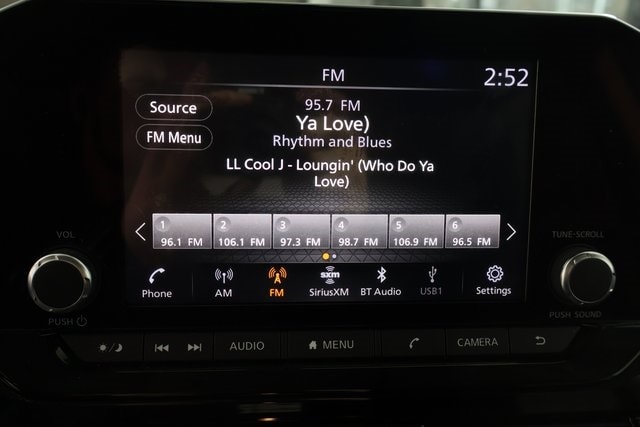 FM
2:52
Source
95.7 FM
Ya Love)
FM Menu
Rhythm and Blues
LL Cool J - Loungin' (Who Do Ya
Love)
1 2 3 4 5 6
96.1 FM 106.1 FM 97.3 FM 98.7 FM 106.9 FM 96.5 FM
VOL
TUNE·SCROLL
Phone AM FM sxm SiriusXM BT Audio USB1 Settings
PUSH
PUSH SOUND
AUDIO MENU CAMERA